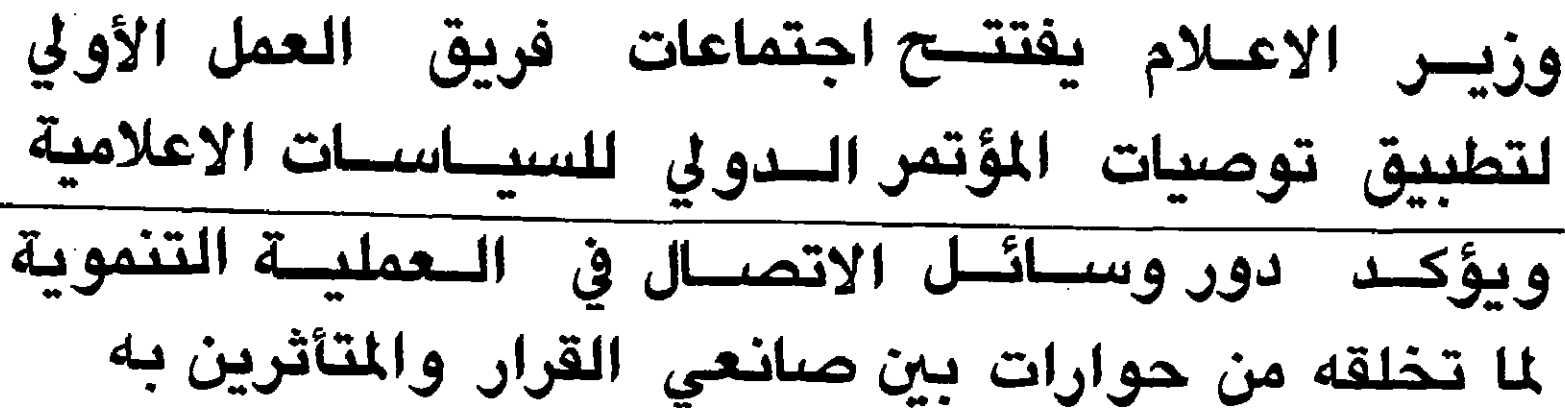 وزير الاعلام يفتتح اجتماعات فريق العمل الأولي
لتطبيق توصيات المؤتمر الدولي للسياسات الاعلامية
ويؤكد دور وسائل الاتصال في العملية التنموية
لما تخلقه من حوارات بين صانعي القرار والمتأثرين به